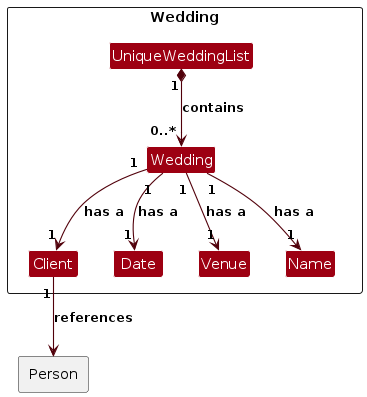 Wedding
UniqueWeddingList
1
contains
0..*
Wedding
1
1 1 1
has a has a has a has a
1 1 1 1
Client Date Venue Name
1
references
Person